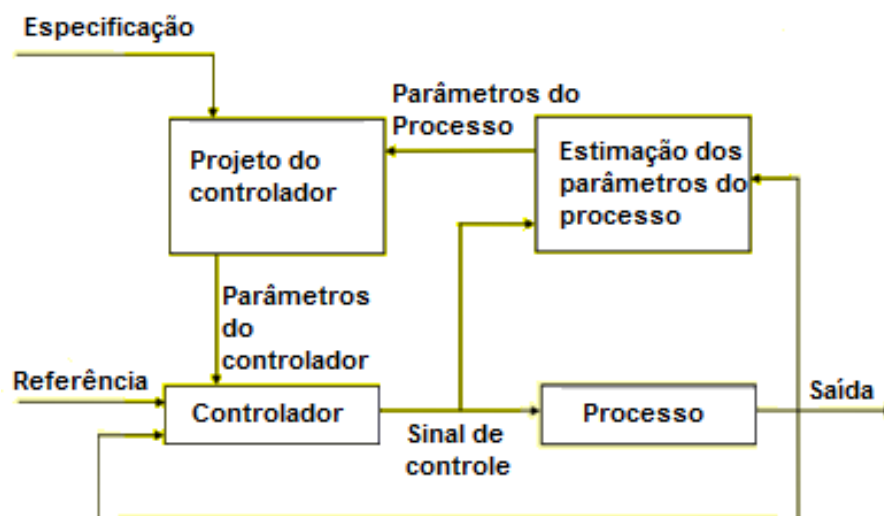 Especificação
Parâmetros do
Processo
Projeto do
controlador
Estimação dos
parâmetros do
processo
Parâmetros
do
controlador
Referência
Controlador
Sinal de
controle
Processo
Saída